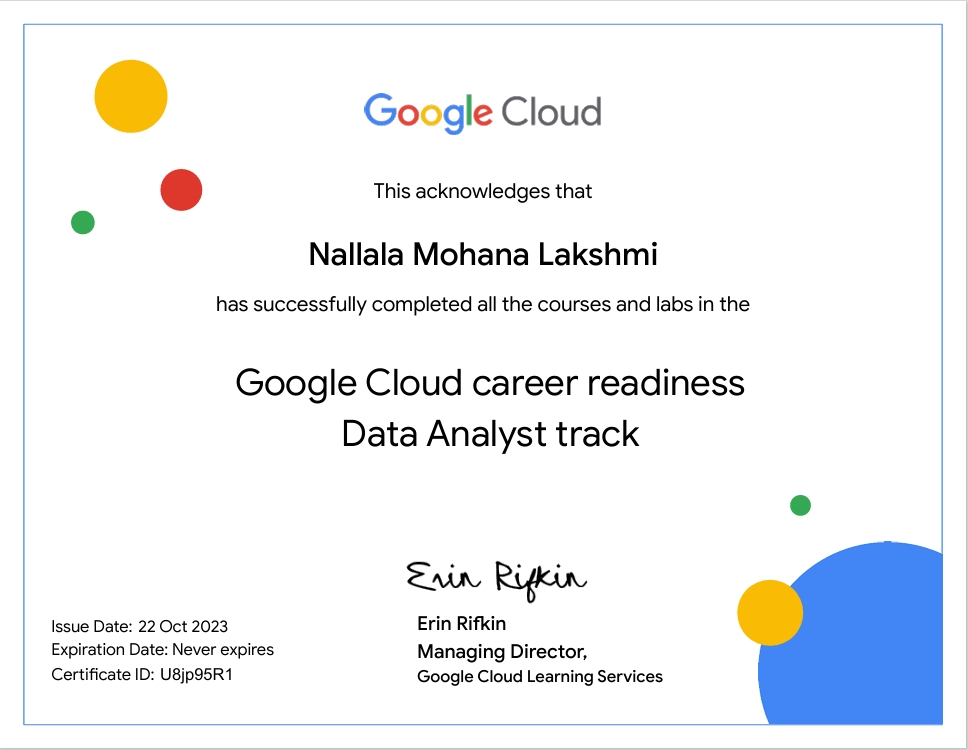 Google Cloud
This acknowledges that
Nallala Mohana Lakshmi
has successfully completed all the courses and labs in the
Google Cloud career readiness
Data Analyst track
Erin Rifkin
Issue Date: 22 Oct 2023
Expiration Date: Never expires
Certificate ID: U8jp95R1
Erin Rifkin
Managing Director,
Google Cloud Learning Services